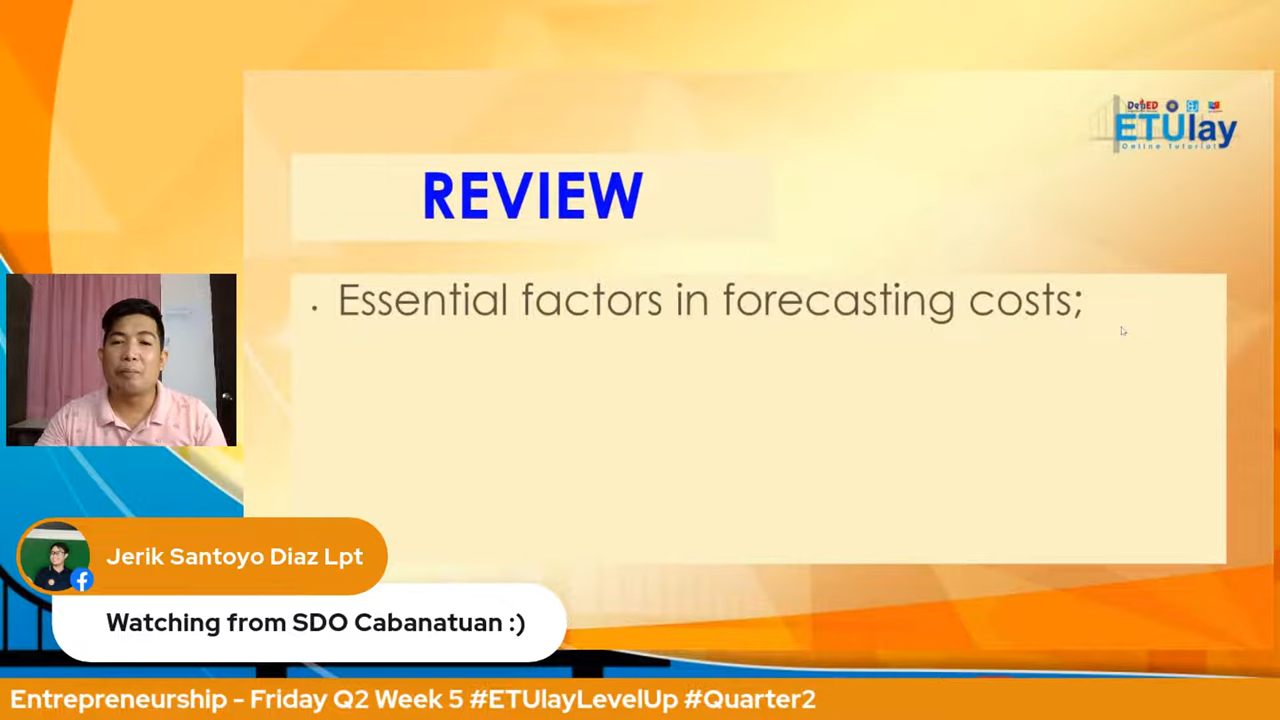 DepED
ETUlay
Online Tutorial
REVIEW
· Essential factors in forecasting costs;
Jerik Santoyo Diaz Lpt
Watching from SDO Cabanatuan :)
Entrepreneurship - Friday Q2 Week 5 #ETUlayLevelUp #Quarter2